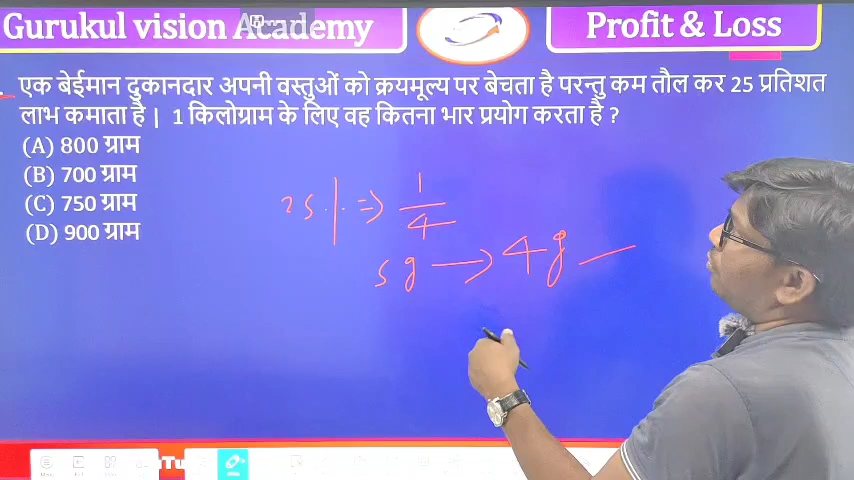 Gurukul vision Academy
Profit & Loss
एक बेईमान दुकानदार अपनी वस्तुओं को क्रयमूल्य पर बेचता है परन्तु कम तौल कर 25 प्रतिशत
लाभ कमाता है | 1 किलोग्राम के लिए वह कितना भार प्रयोग करता है ?
(A) 800 ग्राम
(B) 700 ग्राम
(C) 750 ग्राम
(D) 900 ग्राम
25% => 1/4
5g → 4g